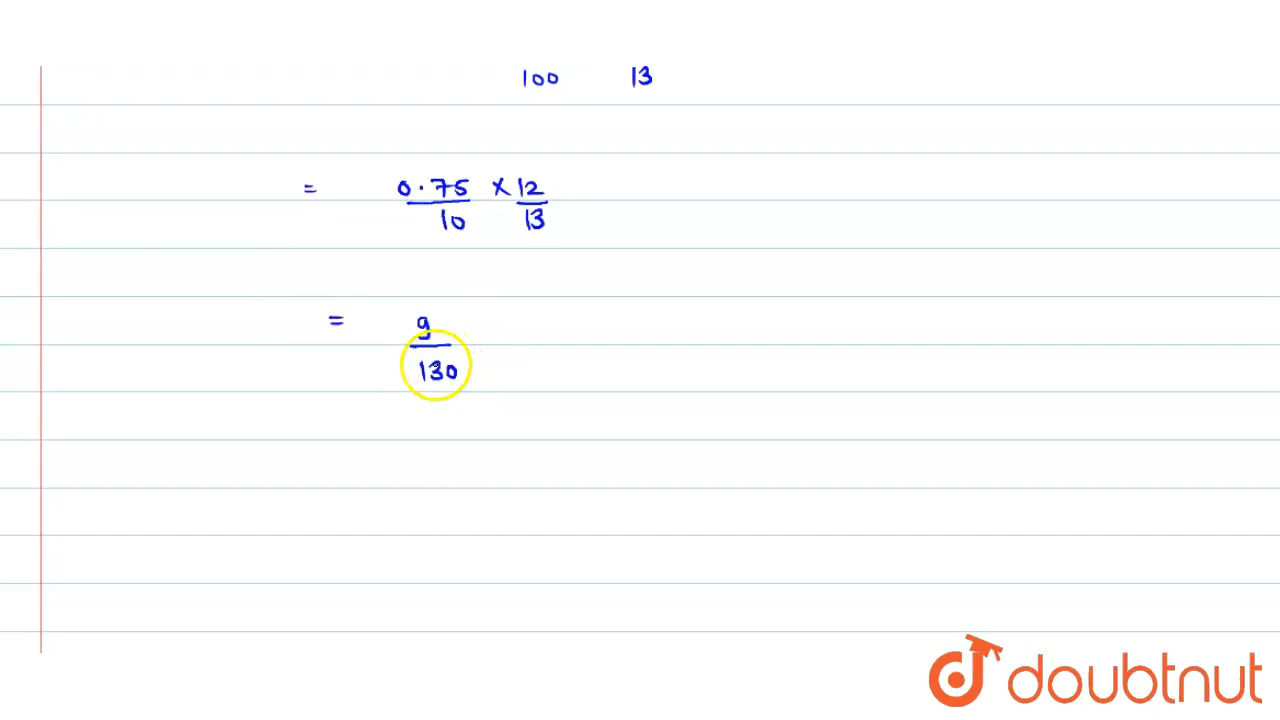 100 13
= 0.75 × 12
10 13
= 9
130
doubtnut